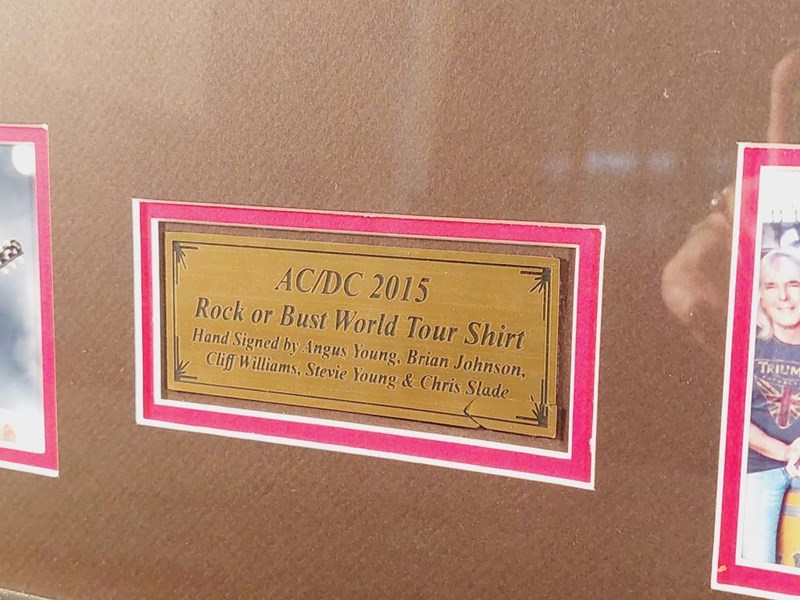 AC/DC 2015
Rock or Bust World Tour Shirt
Hand Signed by Angus Young, Brian Johnson,
Cliff Williams, Stevie Young & Chris Slade
TRIUM